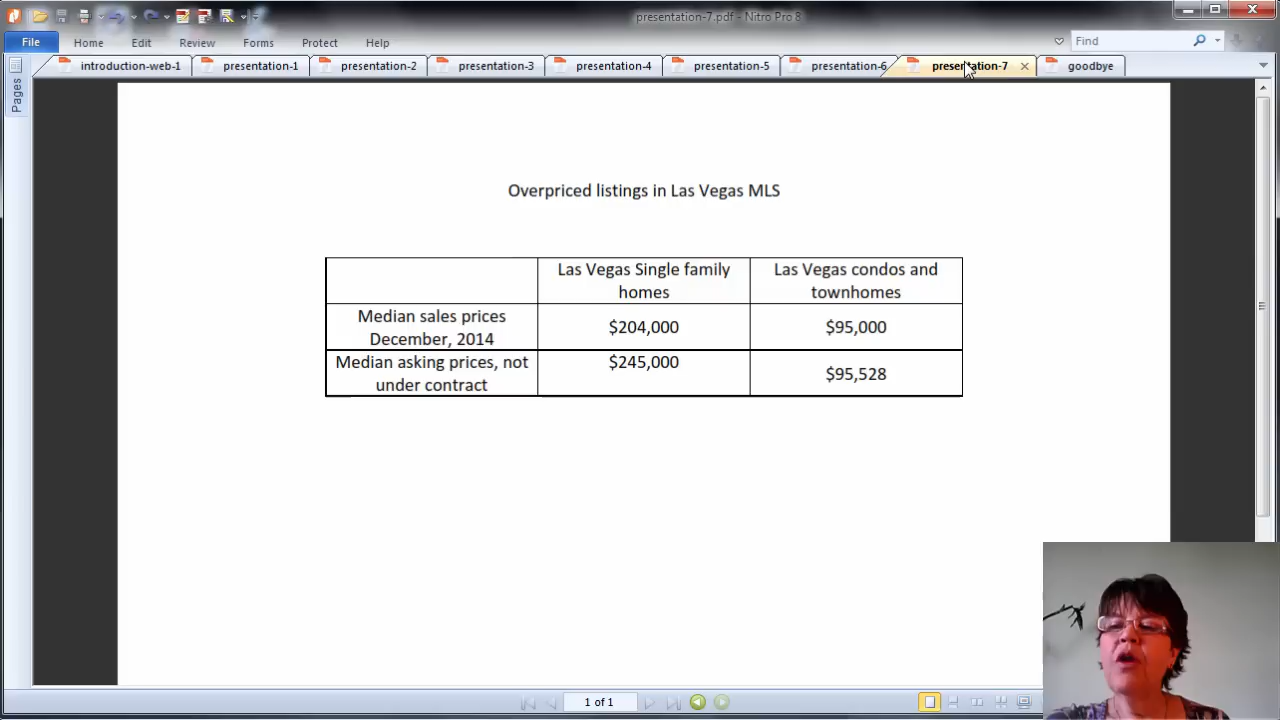 presentation-7.pdf - Nitro Pro 8
File Home Edit Review Forms Protect Help Find
introduction-web-1 presentation-1 presentation-2 presentation-3 presentation-4 presentation-5 presentation-6 presentation-7 goodbye
Pages
Overpriced listings in Las Vegas MLS
Las Vegas Single family
homes
Las Vegas condos and
townhomes
Median sales prices
December, 2014
$204,000
$95,000
Median asking prices, not
under contract
$245,000
$95,528
1 of 1